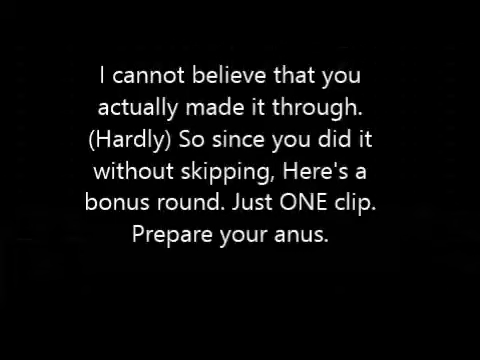 I cannot believe that you
actually made it through.
(Hardly) So since you did it
without skipping, Here's a
bonus round. Just ONE clip.
Prepare your anus.